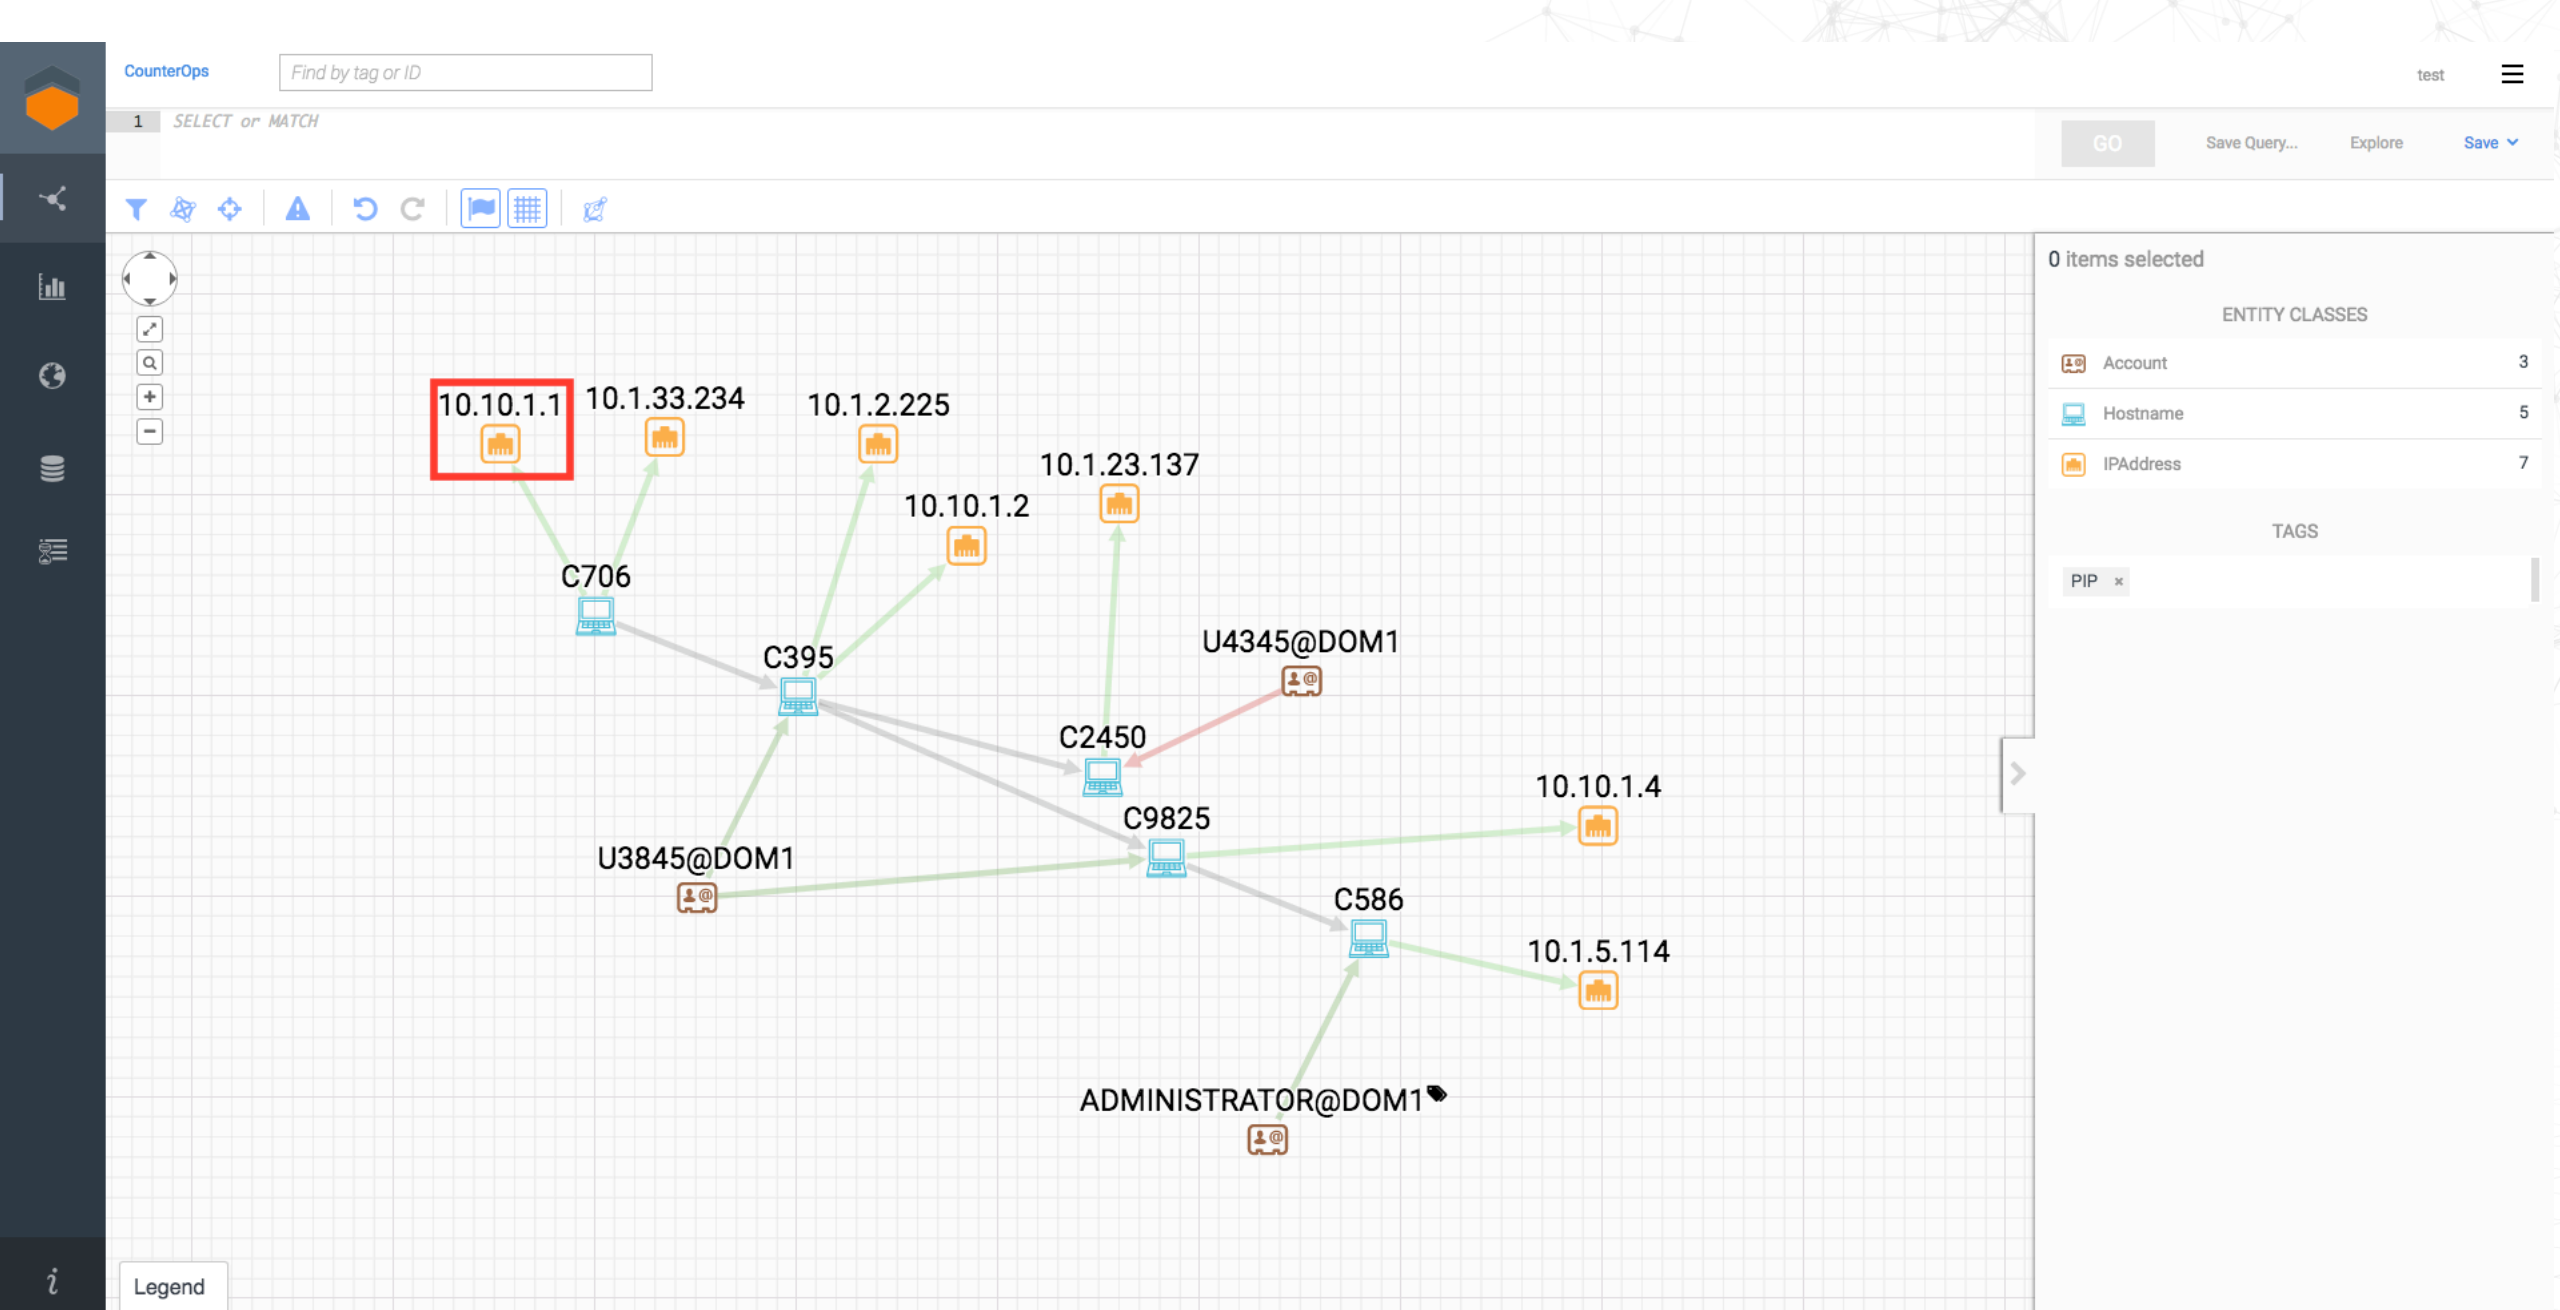 CounterOps
Find by tag or ID
test
1 SELECT or MATCH
GO
Save Query...
Explore
Save
0 items selected
ENTITY CLASSES
Account 3
Hostname 5
IPAddress 7
TAGS
PIP ×
10.10.1.1
10.1.33.234
10.1.2.225
10.1.23.137
10.10.1.2
C706
U4345@DOM1
C395
C2450
10.10.1.4
C9825
U3845@DOM1
C586
10.1.5.114
ADMINISTRATOR@DOM1
Legend
i